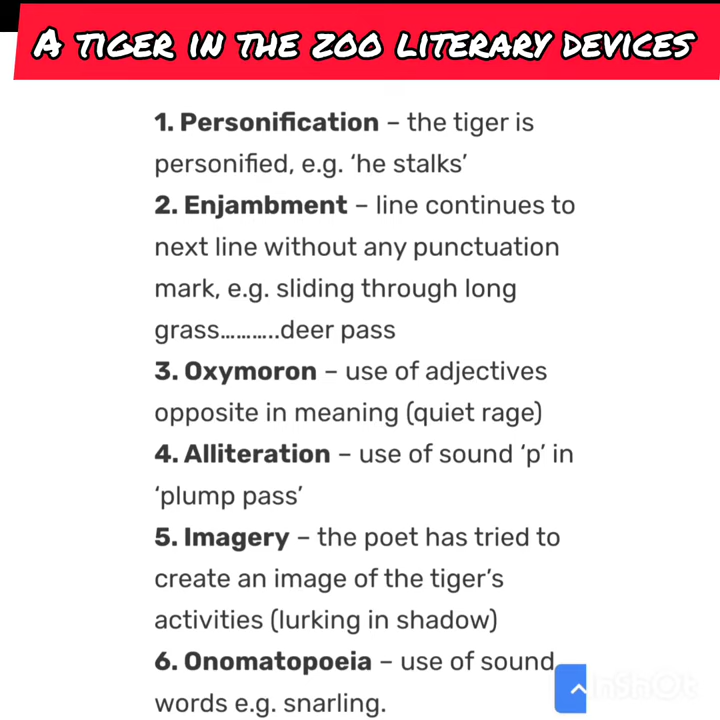 A TIGER IN THE ZOO LITERARY DEVICES
1. Personification – the tiger is
personified, e.g. ‘he stalks’
2. Enjambment – line continues to
next line without any punctuation
mark, e.g. sliding through long
grass………..deer pass
3. Oxymoron – use of adjectives
opposite in meaning (quiet rage)
4. Alliteration – use of sound ‘p’ in
‘plump pass’
5. Imagery – the poet has tried to
create an image of the tiger’s
activities (lurking in shadow)
6. Onomatopoeia – use of sound
words e.g. snarling.
InShOt